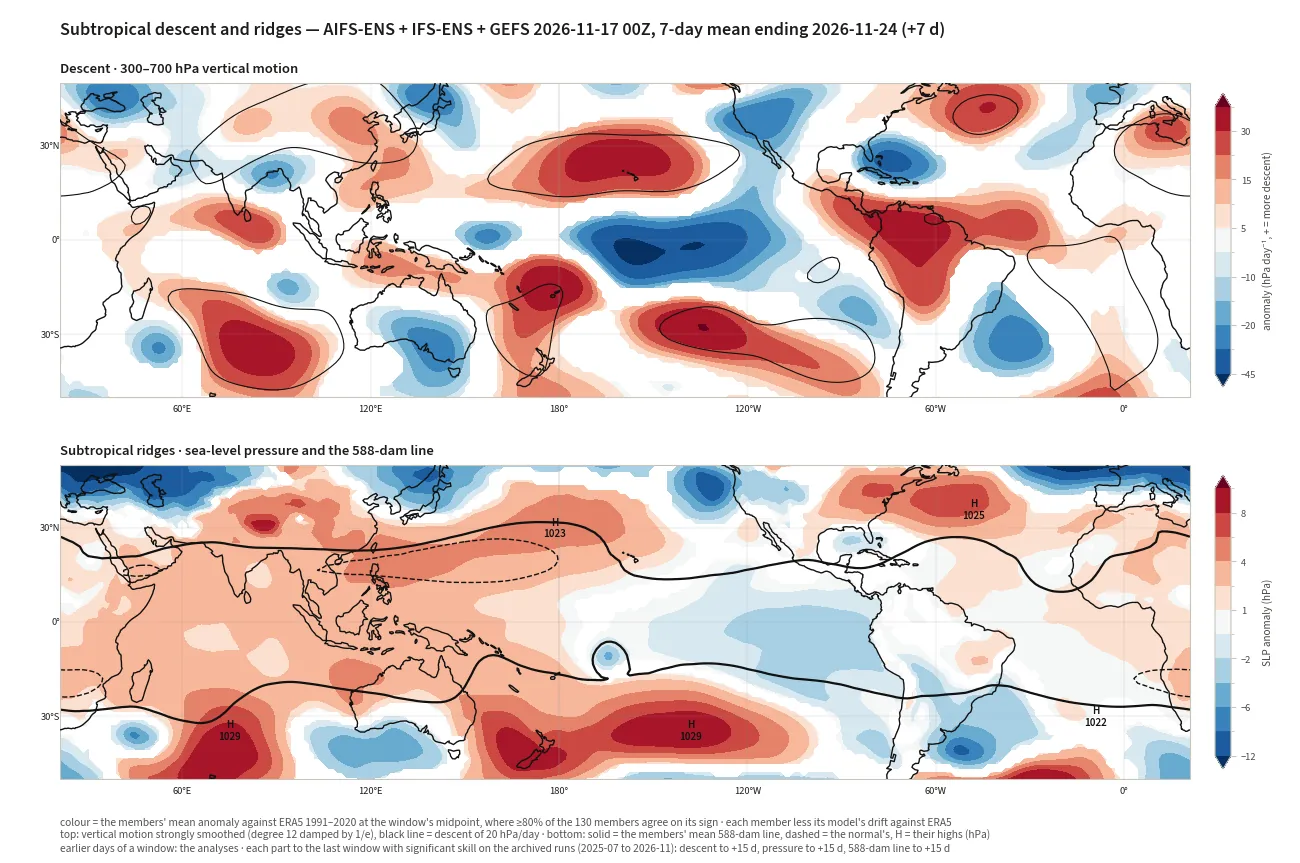 Subtropical descent and ridges — AIFS-ENS + IFS-ENS + GEFS 2026-11-17 00Z, 7-day mean ending 2026-11-24 (+7 d)
Descent · 300–700 hPa vertical motion
30°N
0°
30°S
60°E
120°E
180°
120°W
60°W
0°
30
15
5
−10
−20
−45
anomaly (hPa day⁻¹, + = more descent)
Subtropical ridges · sea-level pressure and the 588-dam line
30°N
0°
30°S
H
1023
H
1025
H
1029
H
1029
H
1022
60°E
120°E
180°
120°W
60°W
0°
8
4
1
−2
−6
−12
SLP anomaly (hPa)
colour = the members' mean anomaly against ERA5 1991–2020 at the window's midpoint, where ≥80% of the 130 members agree on its sign · each member less its model's drift against ERA5
top: vertical motion strongly smoothed (degree 12 damped by 1/e), black line = descent of 20 hPa/day · bottom: solid = the members' mean 588-dam line, dashed = the normal's, H = their highs (hPa)
earlier days of a window: the analyses · each part to the last window with significant skill on the archived runs (2025-07 to 2026-11): descent to +15 d, pressure to +15 d, 588-dam line to +15 d